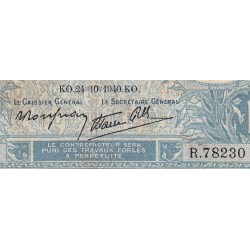 KO.24-10-1940.KO.
LE CAISSIER GÉNÉRAL LE SECRÉTAIRE GÉNÉRAL
LE CONTREFACTEUR SERA
PUNI DES TRAVAUX FORCÉS
À PERPÉTUITÉ
R.78230